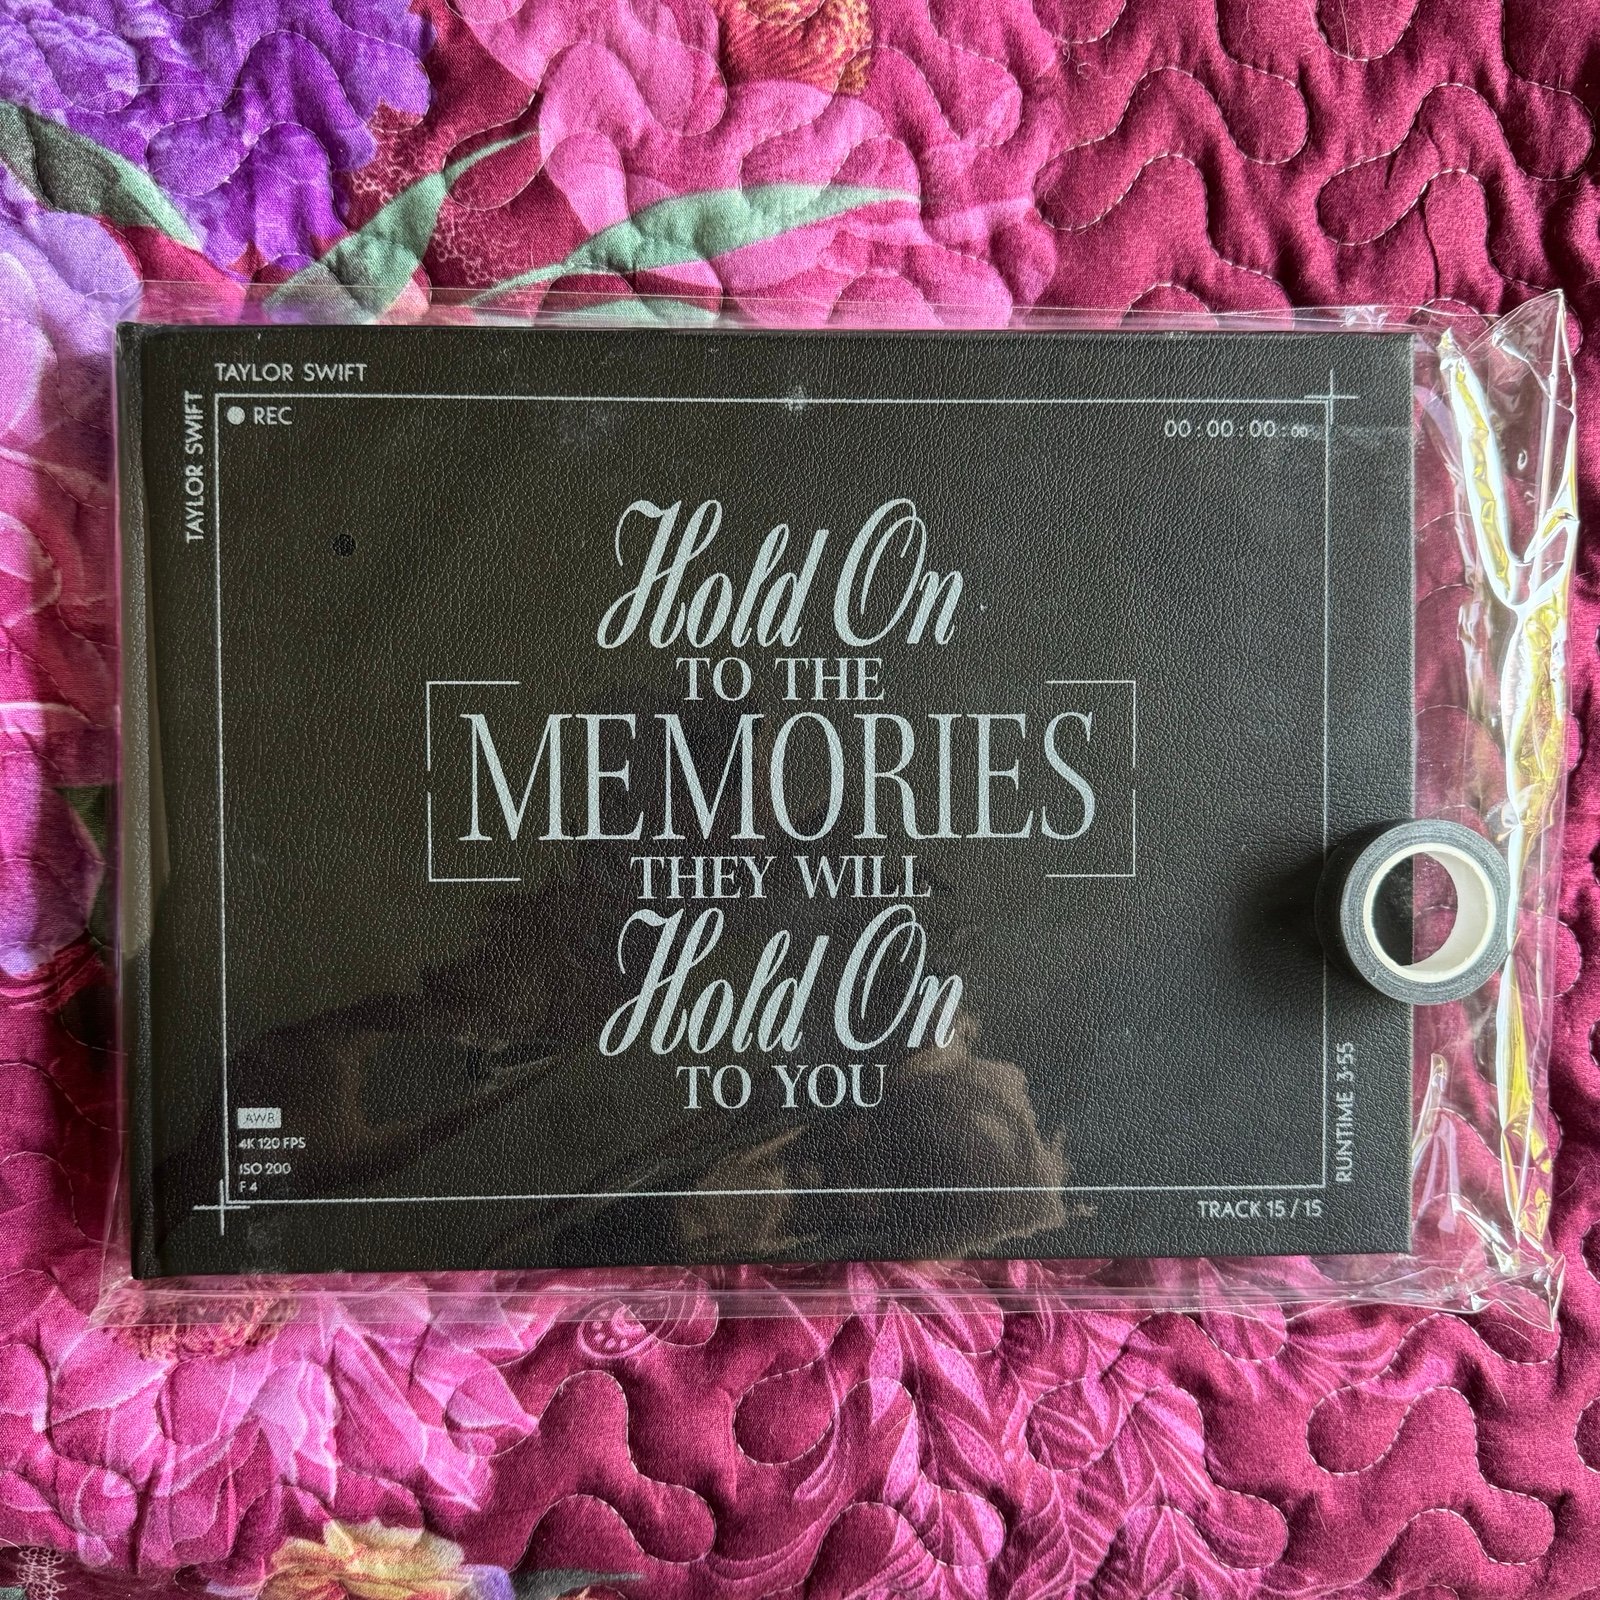 TAYLOR SWIFT
TAYLOR SWIFT
REC
00:00:00:00
Hold On
TO THE
MEMORIES
THEY WILL
Hold On
TO YOU
AWB
4K 120 FPS
ISO 200
F 4
RUNTIME 3:55
TRACK 15 / 15